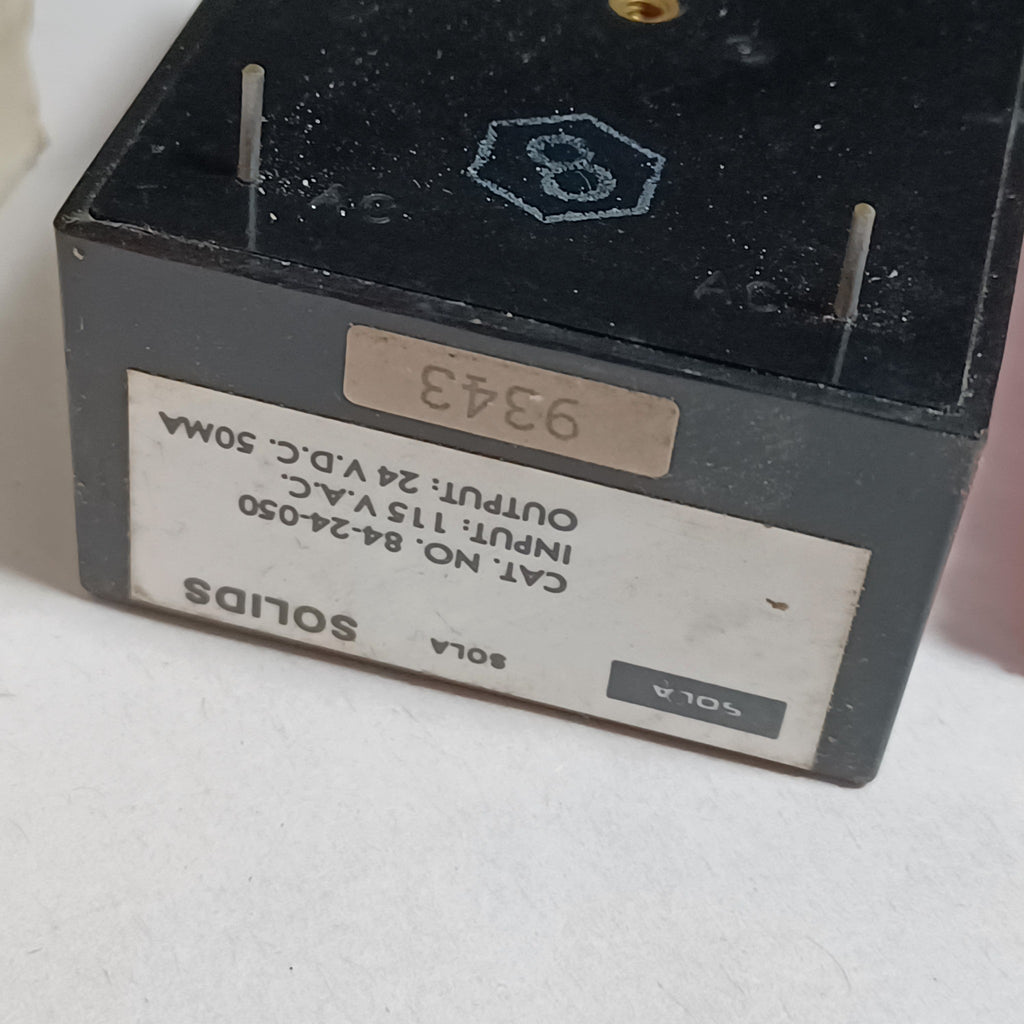 SOLA
SOLA SOLIDS
CAT. NO. 84-24-050
INPUT: 115 V.A.C.
OUTPUT: 24 V.D.C. 50MA
9343
AC
AC
8